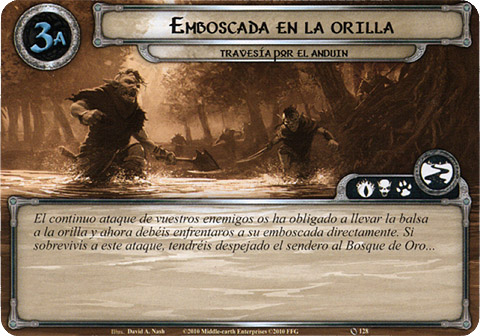 3A
EMBOSCADA EN LA ORILLA
TRAVESÍA POR EL ANDUIN
El continuo ataque de vuestros enemigos os ha obligado a llevar la balsa
a la orilla y ahora debéis enfrentaros a su emboscada directamente. Si
sobrevivís a este ataque, tendréis despejado el sendero al Bosque de Oro...
Illus. David A. Nash ©2010 Middle-earth Enterprises ©2010 FFG 128